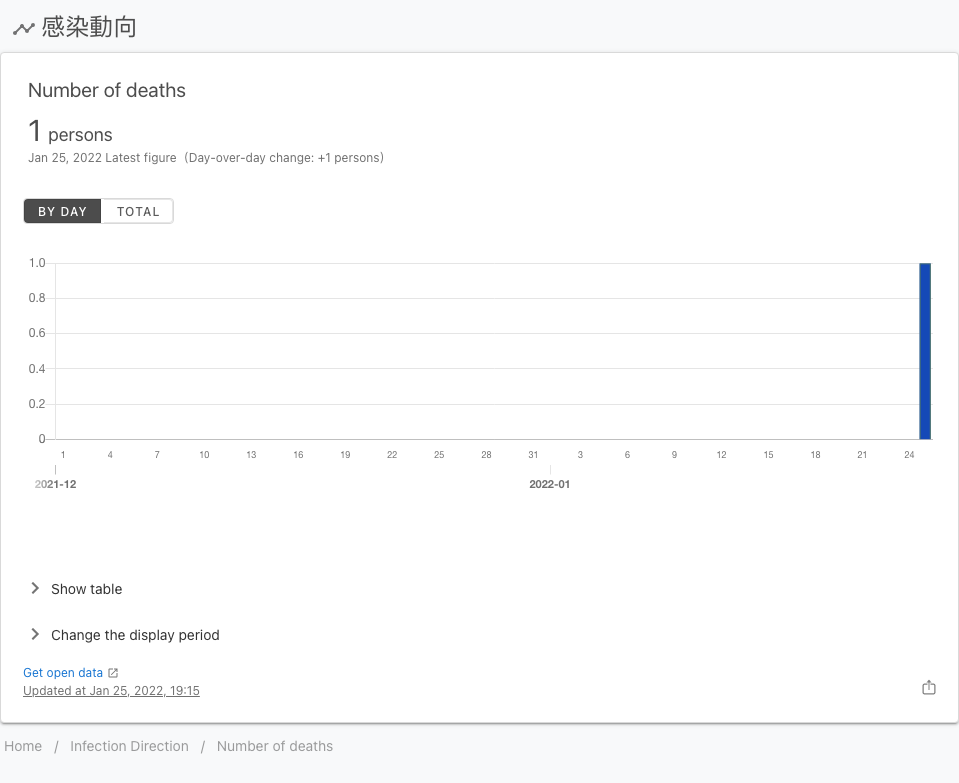 感染動向
Number of deaths
1 persons
Jan 25, 2022 Latest figure (Day-over-day change: +1 persons)
BY DAY TOTAL
1.0
0.8
0.6
0.4
0.2
0
1 4 7 10 13 16 19 22 25 28 31 3 6 9 12 15 18 21 24
2021-12 2022-01
Show table
Change the display period
Get open data
Updated at Jan 25, 2022, 19:15
Home / Infection Direction / Number of deaths